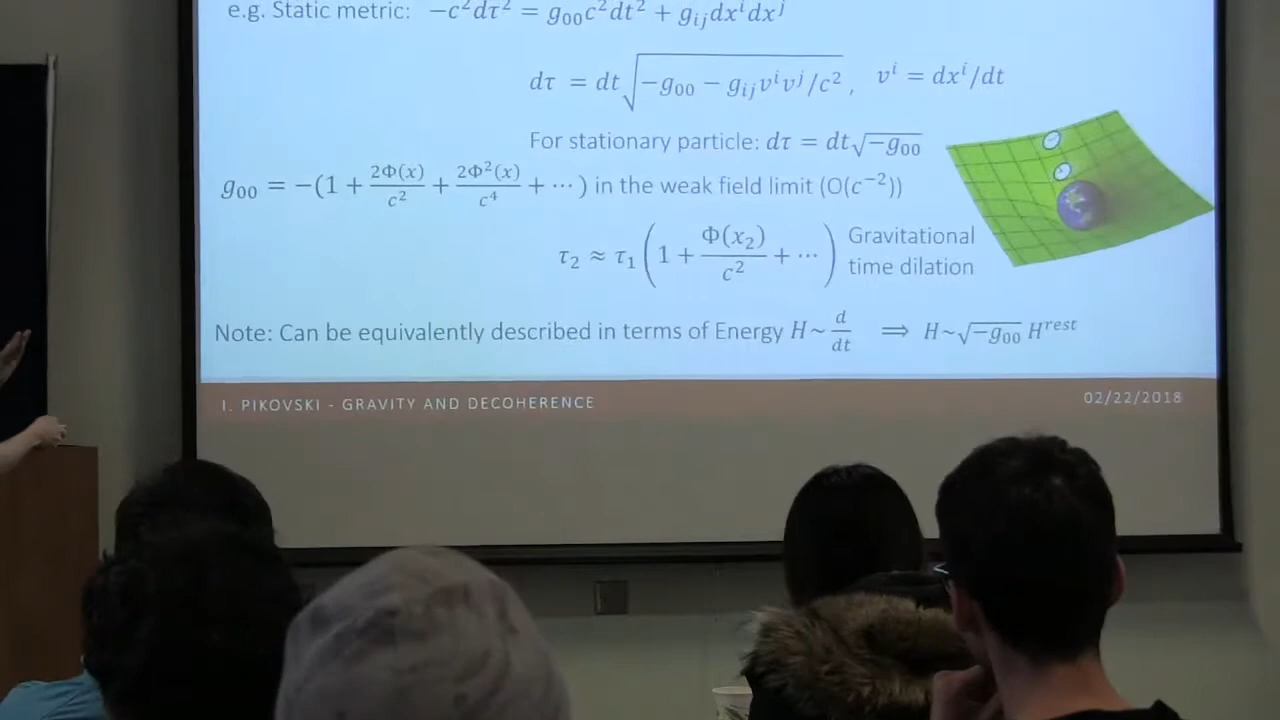 e.g. Static metric: −c²dτ² = g₀₀c²dt² + gᵢⱼdxⁱdxʲ
dτ = dt √(−g₀₀ − gᵢⱼvⁱvʲ/c²), vⁱ = dxⁱ/dt
For stationary particle: dτ = dt√(−g₀₀)
g₀₀ = −(1 + 2Φ(x)/c² + 2Φ²(x)/c⁴ + ⋯) in the weak field limit (O(c⁻²))
τ₂ ≈ τ₁(1 + Φ(x₂)/c² + ⋯)
Gravitational
time dilation
Note: Can be equivalently described in terms of Energy H~ d/dt ⟹ H~√(−g₀₀) Hʳᵉˢᵗ
I. PIKOVSKI - GRAVITY AND DECOHERENCE
02/22/2018